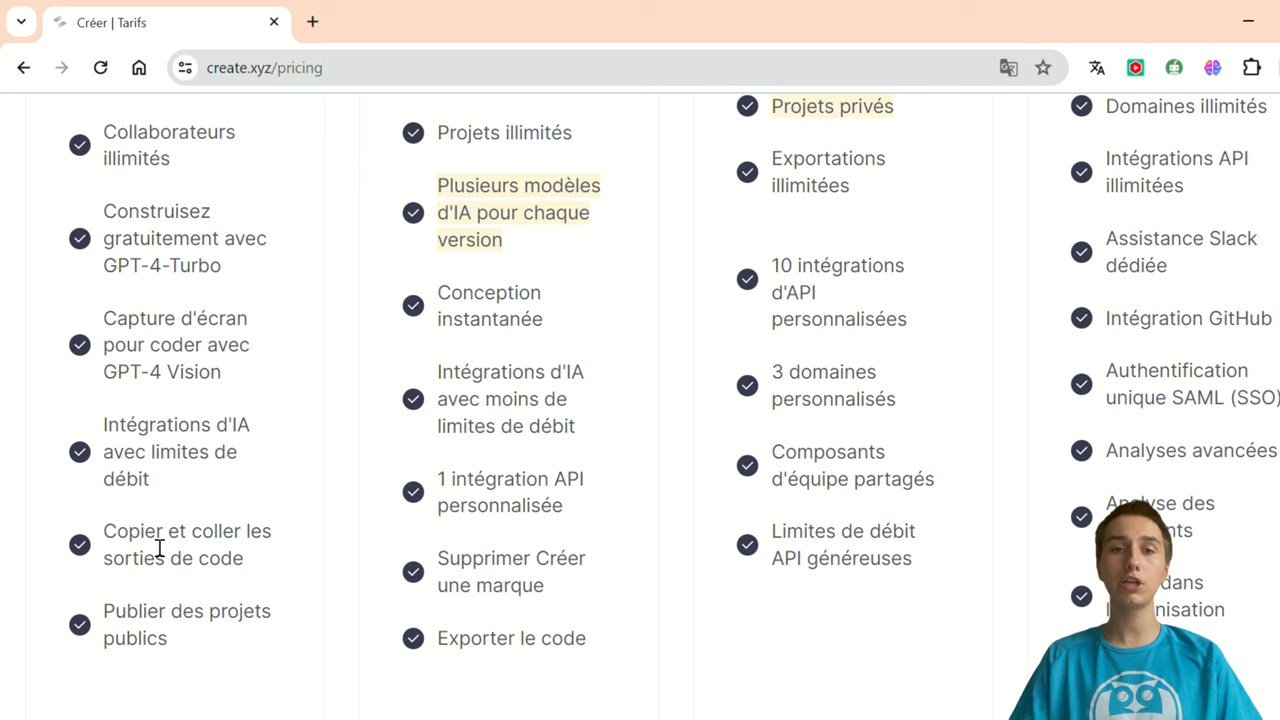 Créer | Tarifs
create.xyz/pricing
Collaborateurs
illimités
Construisez
gratuitement avec
GPT-4-Turbo
Capture d'écran
pour coder avec
GPT-4 Vision
Intégrations d'IA
avec limites de
débit
Copier et coller les
sorties de code
Publier des projets
publics
Projets illimités
Plusieurs modèles
d'IA pour chaque
version
Conception
instantanée
Intégrations d'IA
avec moins de
limites de débit
1 intégration API
personnalisée
Supprimer Créer
une marque
Exporter le code
Projets privés
Exportations
illimitées
10 intégrations
d'API
personnalisées
3 domaines
personnalisés
Composants
d'équipe partagés
Limites de débit
API généreuses
Domaines illimités
Intégrations API
illimitées
Assistance Slack
dédiée
Intégration GitHub
Authentification
unique SAML (SSO)
Analyses avancées
des
dans